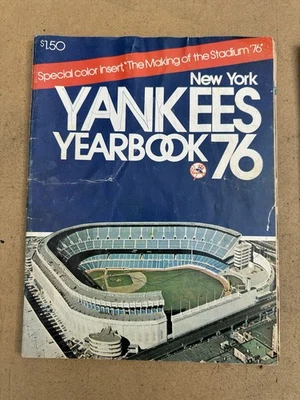 $1.50
Special color insert, "The Making of the Stadium '76"
New York
YANKEES
YEARBOOK '76